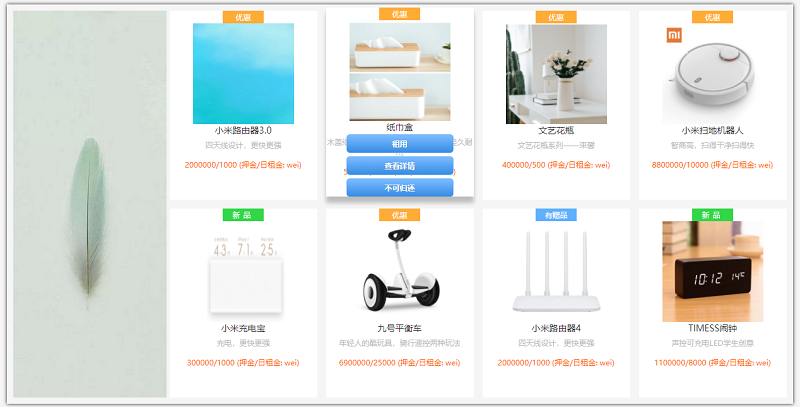 优惠
小米路由器3.0
四天线设计，更快更强
2000000/1000 (押金/日租金: wei)
优惠
纸巾盒
木盖
久耐
租用
查看详情
不可归还
优惠
文艺花瓶
文艺花瓶系列——束馨
400000/500 (押金/日租金: wei)
优惠
小米扫地机器人
智商高，扫得干净扫得快
8800000/10000 (押金/日租金: wei)
新 品
小米充电宝
充电，更快更强
300000/1000 (押金/日租金: wei)
优惠
九号平衡车
年轻人的酷玩具，骑行遥控两种玩法
6900000/25000 (押金/日租金: wei)
有赠品
小米路由器4
四天线设计，更快更强
2000000/1000 (押金/日租金: wei)
新 品
10:12 14℃
TIMESS闹钟
声控可充电LED学生创意
1100000/8000 (押金/日租金: wei)